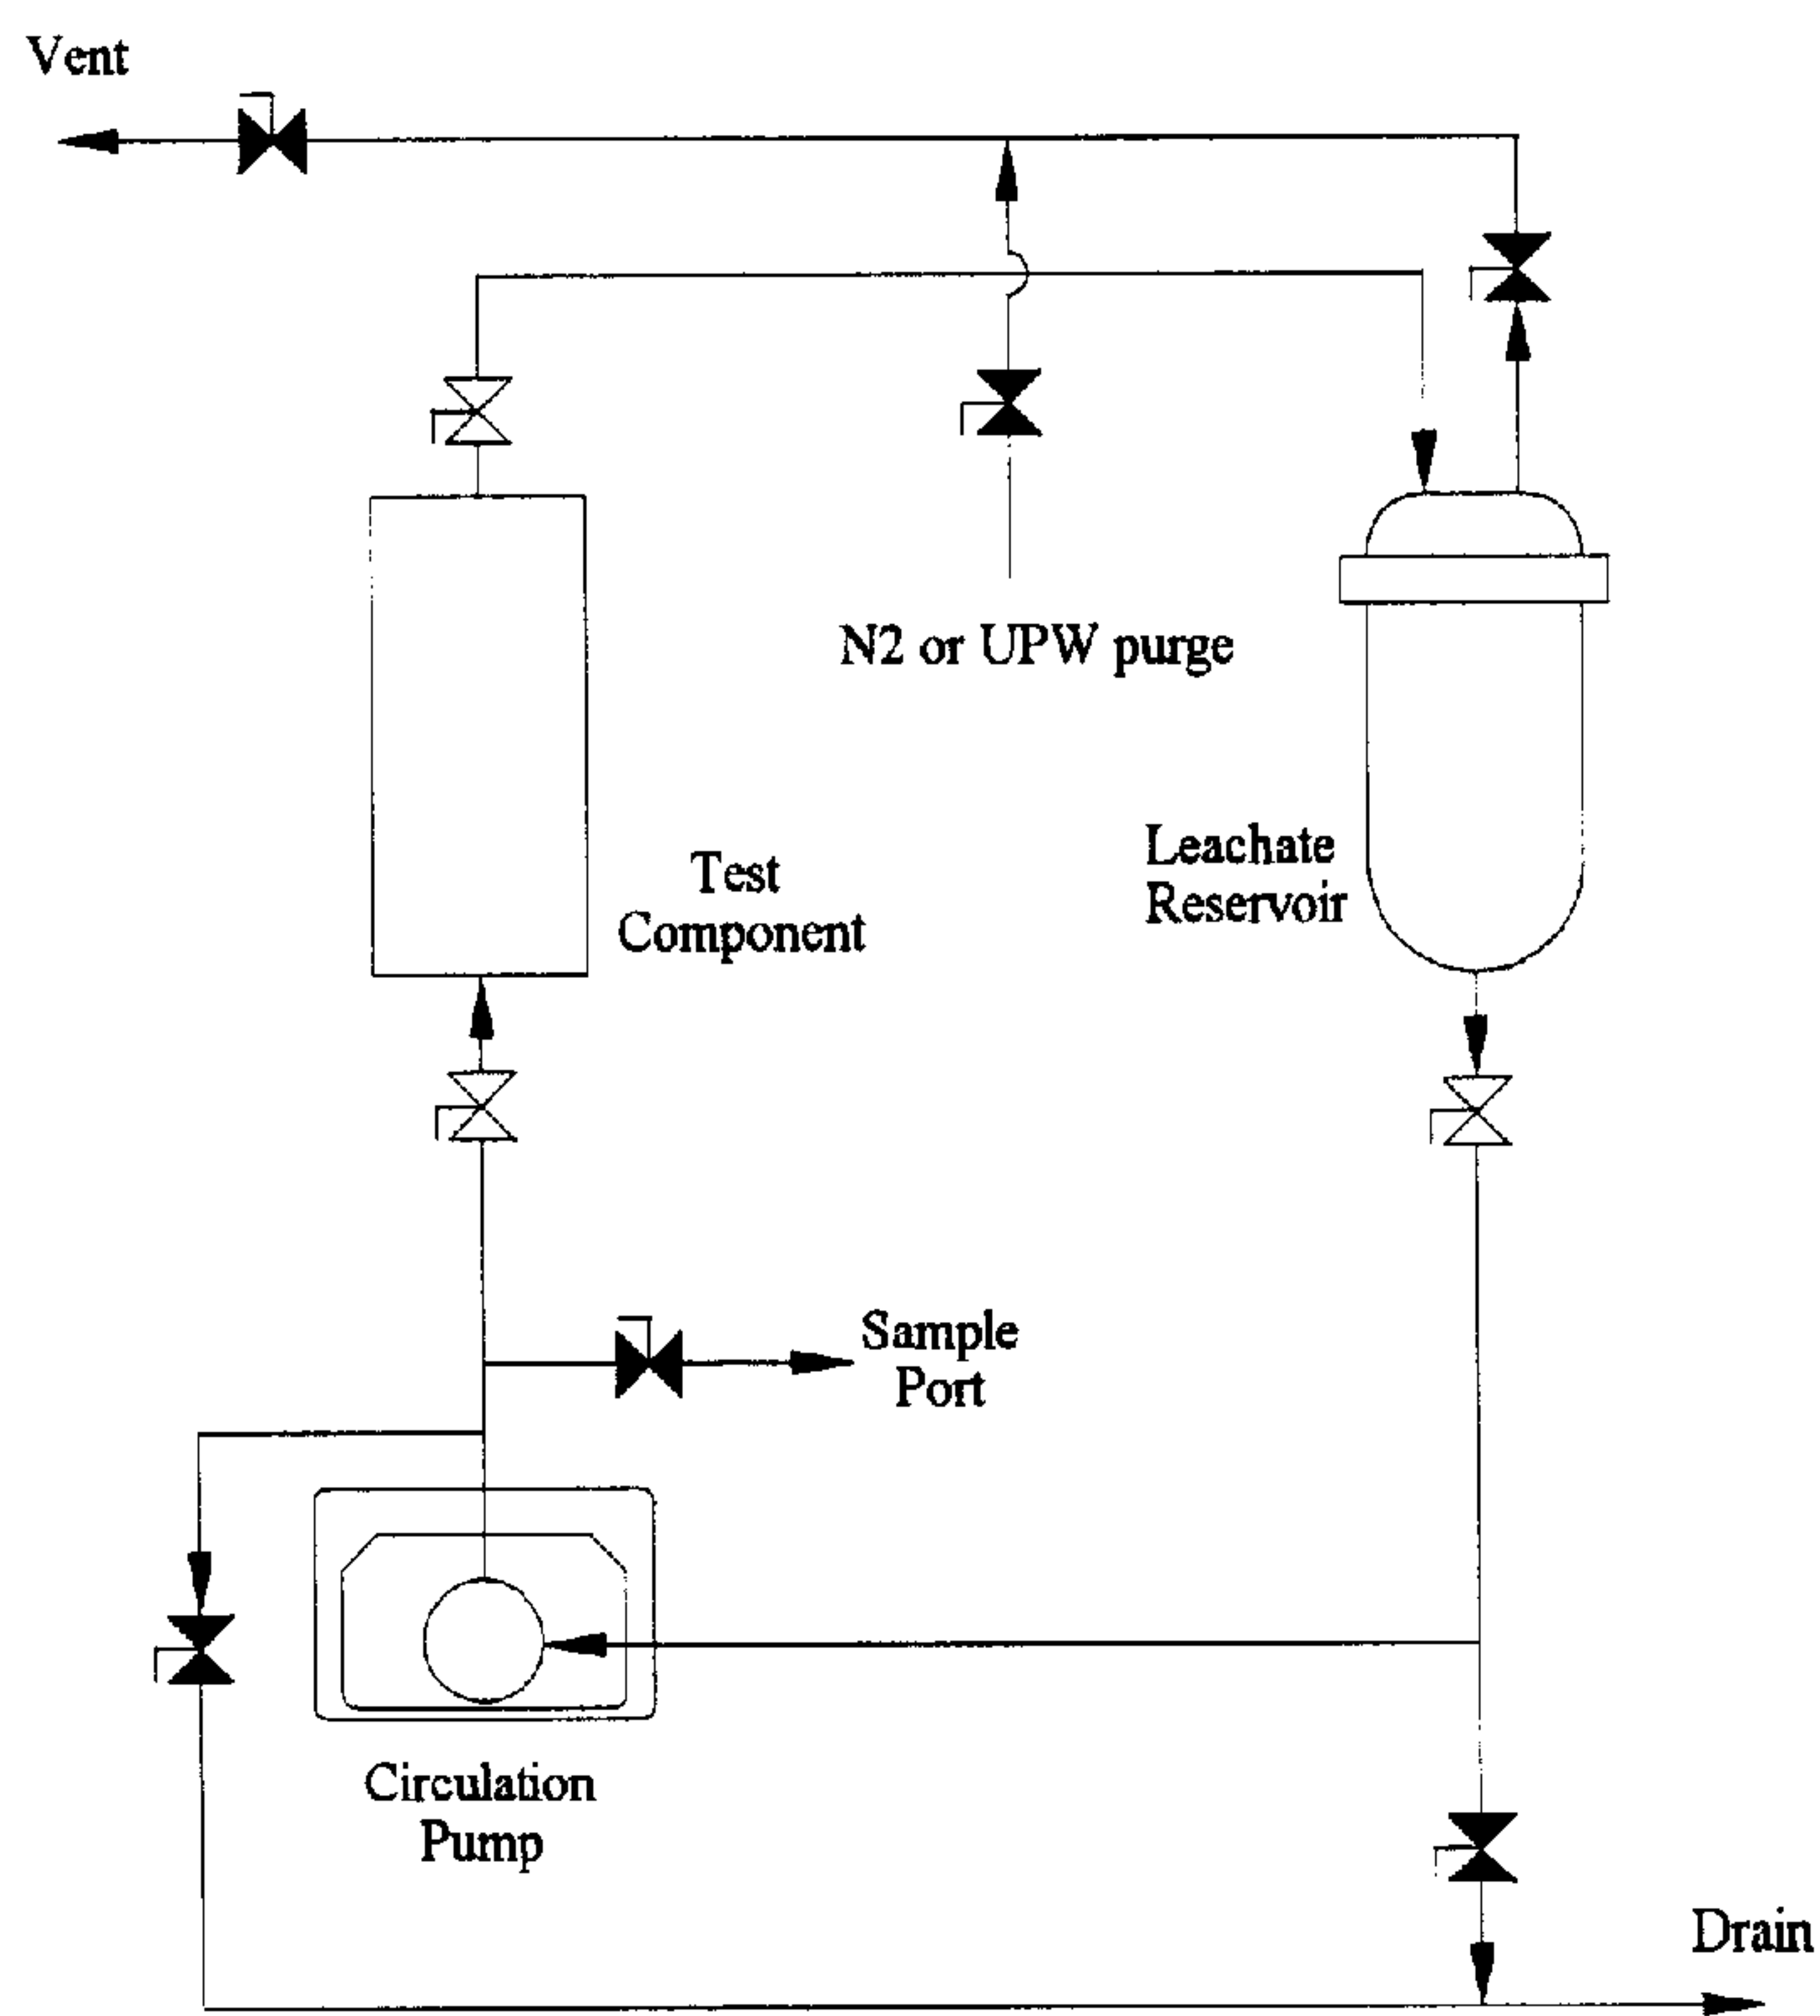 Vent
N2 or UPW purge
Test
Component
Leachate
Reservoir
Sample
Port
Circulation
Pump
Drain